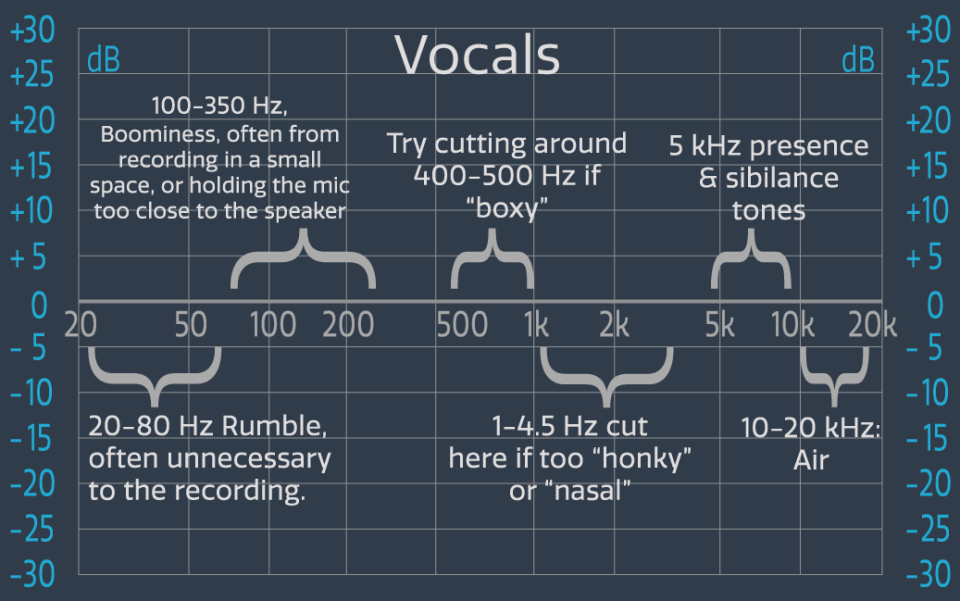 Vocals
dB
dB
+30
+25
+20
+15
+10
+ 5
0
- 5
-10
-15
-20
-25
-30
100-350 Hz,
Boominess, often from
recording in a small
space, or holding the mic
too close to the speaker
Try cutting around
400-500 Hz if
“boxy”
5 kHz presence
& sibilance
tones
20 50 100 200 500 1k 2k 5k 10k 20k
20-80 Hz Rumble,
often unnecessary
to the recording.
1-4.5 Hz cut
here if too “honky”
or “nasal”
10-20 kHz:
Air
+30
+25
+20
+15
+10
+ 5
0
- 5
-10
-15
-20
-25
-30